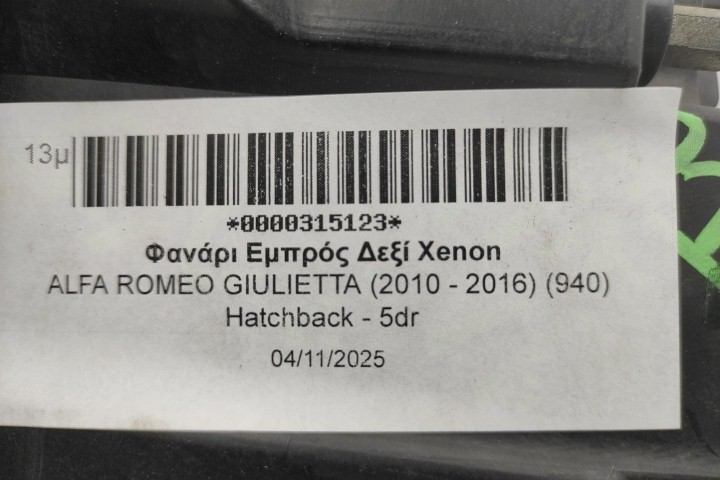 13μ
*0000315123*
Φανάρι Εμπρός Δεξί Xenon
ALFA ROMEO GIULIETTA (2010 - 2016) (940)
Hatchback - 5dr
04/11/2025